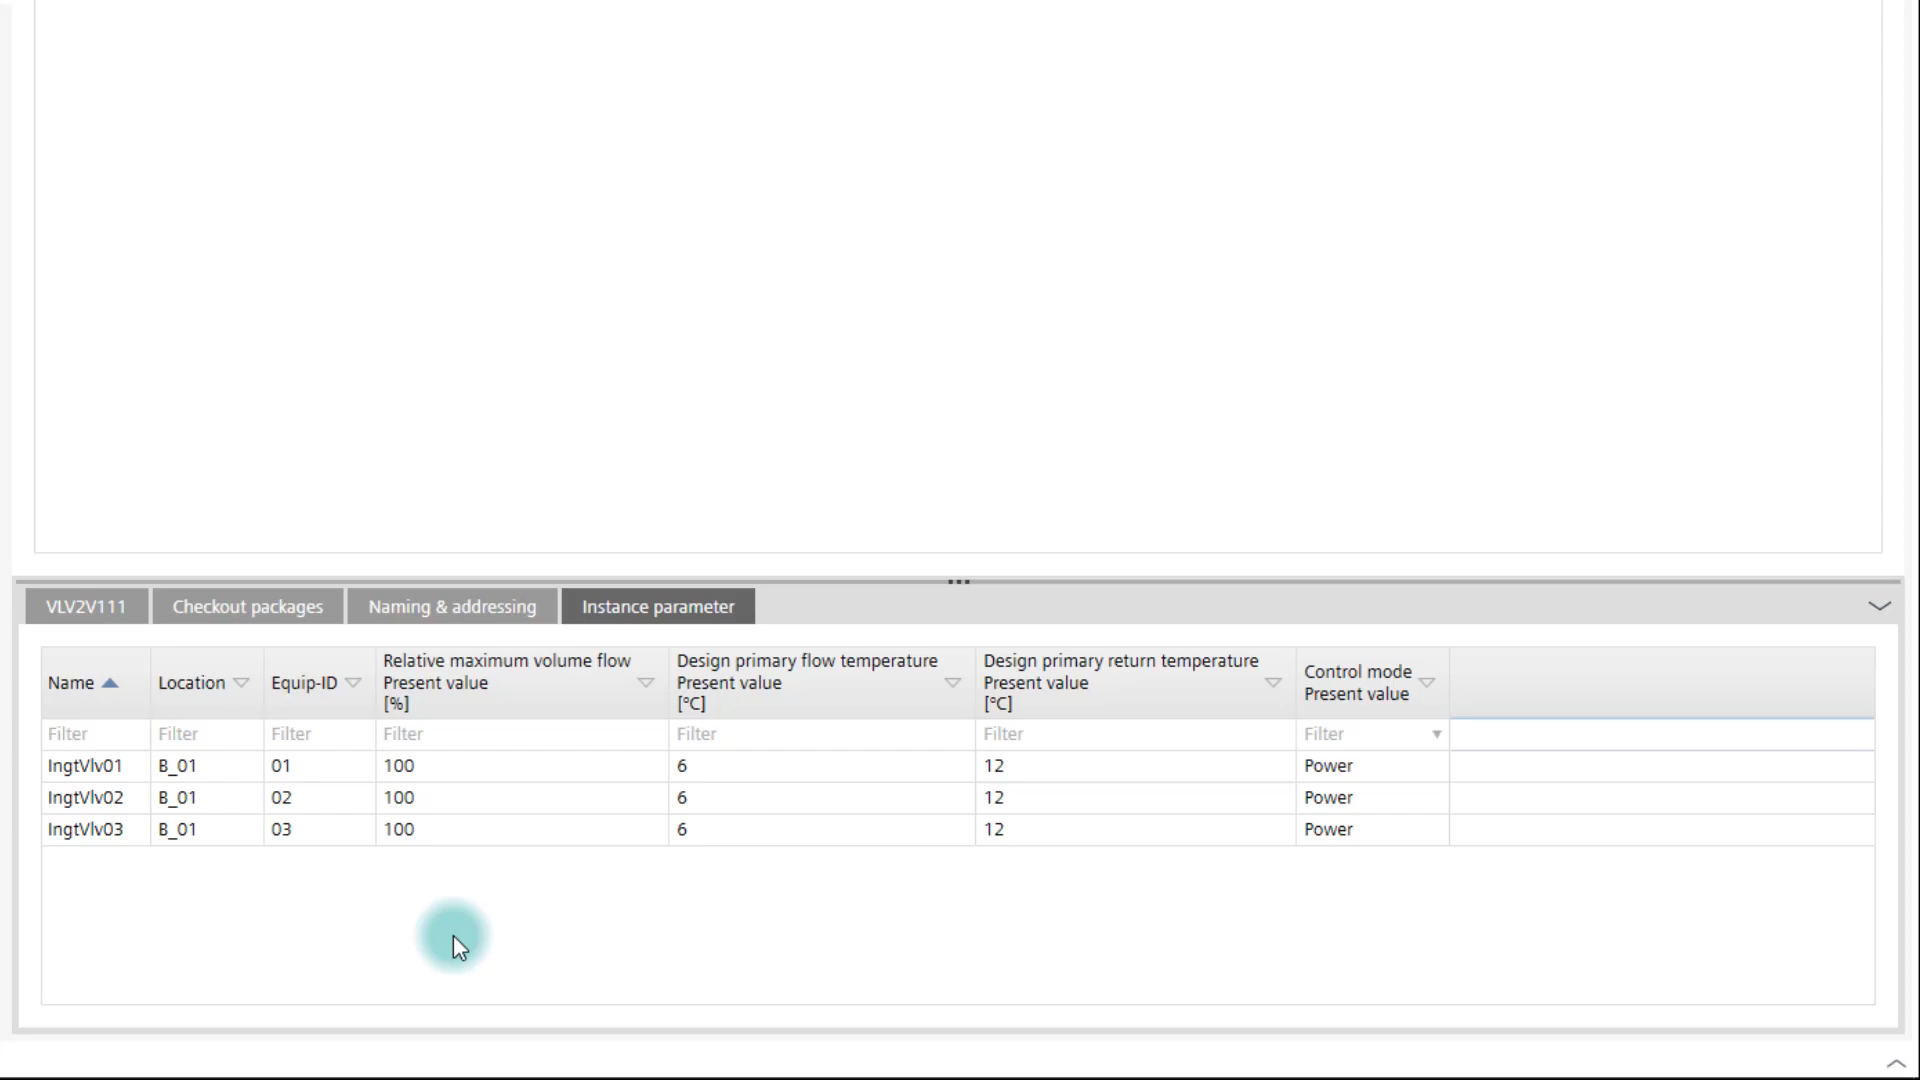 VLV2V111 Checkout packages Naming & addressing Instance parameter
Name Location Equip-ID Relative maximum volume flow Present value [%] Design primary flow temperature Present value [°C] Design primary return temperature Present value [°C] Control mode Present value
Filter Filter Filter Filter Filter Filter Filter
IngtVlv01 B_01 01 100 6 12 Power
IngtVlv02 B_01 02 100 6 12 Power
IngtVlv03 B_01 03 100 6 12 Power